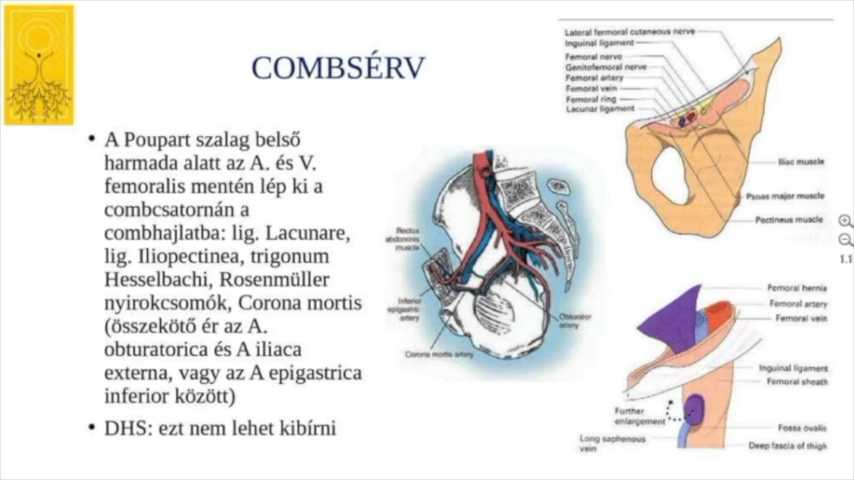 COMBSÉRV
• A Poupart szalag belső
harmada alatt az A. és V.
femoralis mentén lép ki a
combcsatornán a
combhajlatba: lig. Lacunare,
lig. Iliopectinea, trigonum
Hesselbachi, Rosenmüller
nyirokcsomók, Corona mortis
(összekötő ér az A.
obturatorica és A iliaca
externa, vagy az A epigastrica
inferior között)
• DHS: ezt nem lehet kibírni
Rectus
abdominis
muscle
Inferior
epigastric
artery
Corona mortis artery
Obturator
artery
Lateral femoral cutaneous nerve
Inguinal ligament
Femoral nerve
Genitofemoral nerve
Femoral artery
Femoral vein
Femoral ring
Lacunar ligament
Iliac muscle
Psoas major muscle
Pectineus muscle
Femoral hernia
Femoral artery
Femoral vein
Inguinal ligament
Femoral sheath
Further
enlargement
Fossa ovalis
Long saphenous
vein
Deep fascia of thigh
1.1